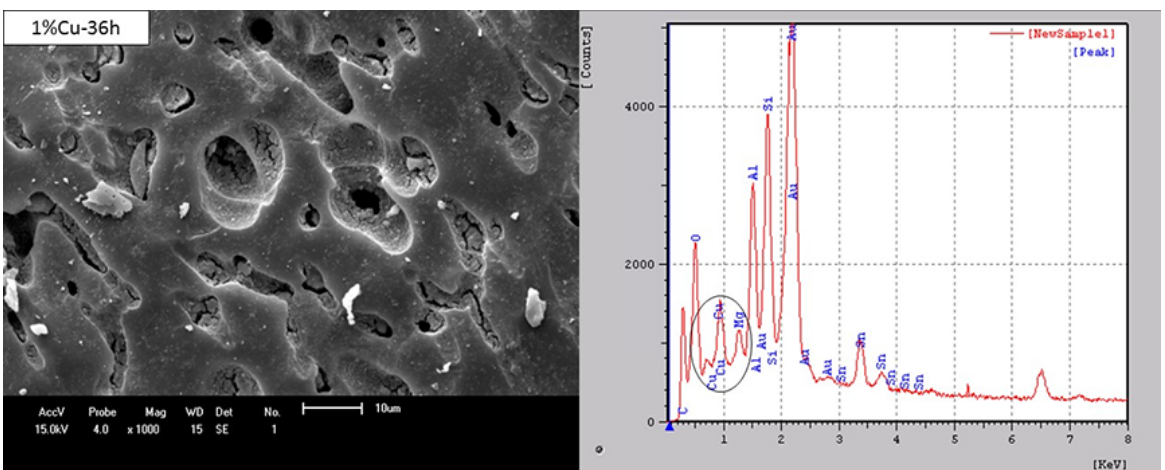 1%Cu-36h
AccV Probe Mag WD Det No.
15.0kV 4.0 x 1000 15 SE 1
10um
[Counts]
[NewSample1]
[Peak]
4000
2000
0
Au
Si
Al
Au
O
Cu
Mg
Sn
Au
Al
Si
Au
Au
Sn
Sn
Sn
Sn
Sn
Cu
Cu
C
0 1 2 3 4 5 6 7 8
[KeV]